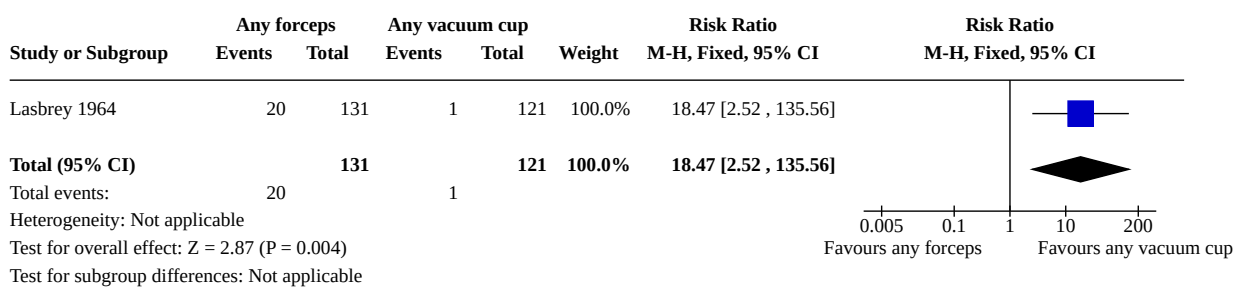 Any forceps Any vacuum cup Risk Ratio Risk Ratio
Study or Subgroup Events Total Events Total Weight M-H, Fixed, 95% CI M-H, Fixed, 95% CI
Lasbrey 1964 20 131 1 121 100.0% 18.47 [2.52 , 135.56]
Total (95% CI) 131 121 100.0% 18.47 [2.52 , 135.56]
Total events: 20 1
Heterogeneity: Not applicable 0.005 0.1 1 10 200
Test for overall effect: Z = 2.87 (P = 0.004) Favours any forceps Favours any vacuum cup
Test for subgroup differences: Not applicable